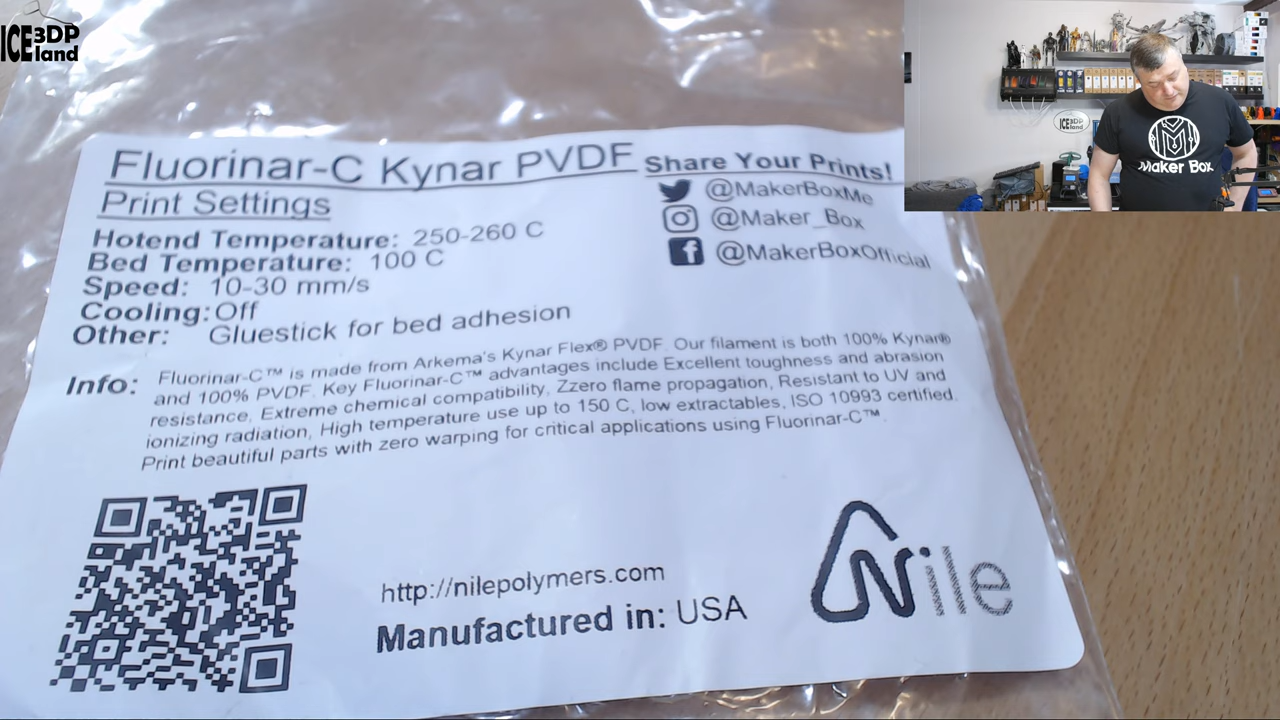 ICE 3DP
land
Fluorinar-C Kynar PVDF
Print Settings
Hotend Temperature: 250-260 C
Bed Temperature: 100 C
Speed: 10-30 mm/s
Cooling: Off
Other: Gluestick for bed adhesion
Share Your Prints!
@MakerBoxMe
@Maker_Box
@MakerBoxOfficial
Info: Fluorinar-C™ is made from Arkema's Kynar Flex® PVDF. Our filament is both 100% Kynar®
and 100% PVDF. Key Fluorinar-C™ advantages include Excellent toughness and abrasion
resistance, Extreme chemical compatibility, Zzero flame propagation, Resistant to UV and
ionizing radiation, High temperature use up to 150 C, low extractables, ISO 10993 certified.
Print beautiful parts with zero warping for critical applications using Fluorinar-C™.
http://nilepolymers.com
Manufactured in: USA
Nile
ICE 3DP
land
Maker Box